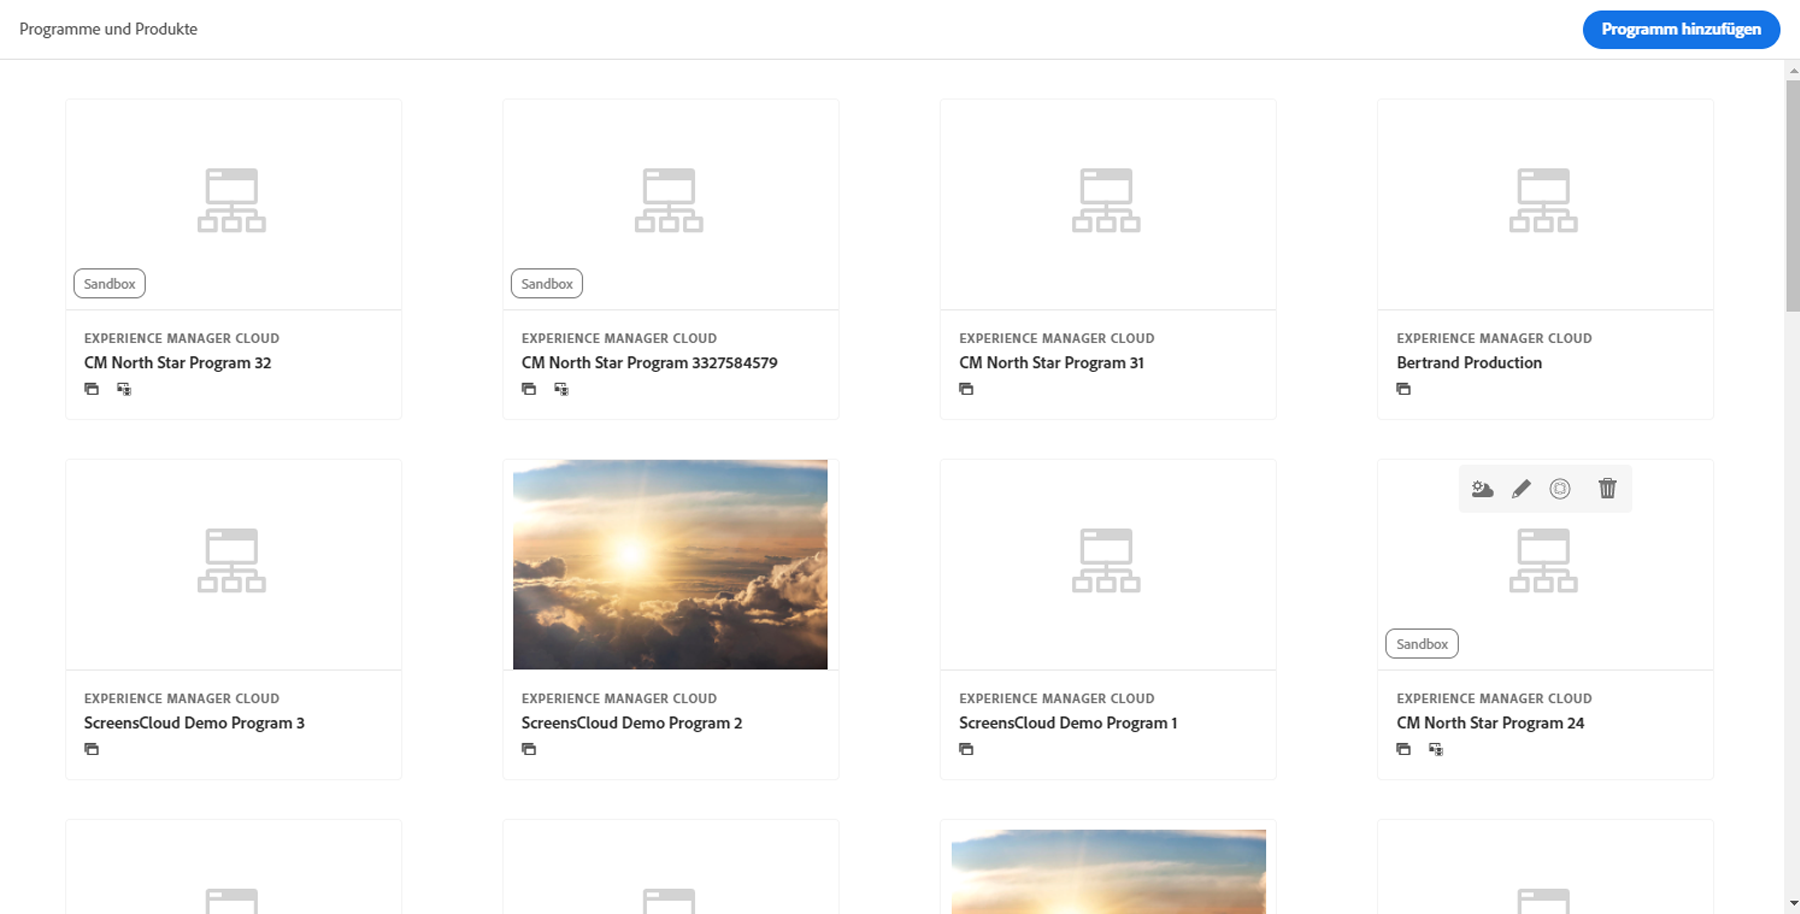 Programme und Produkte
Programm hinzufügen
Sandbox
EXPERIENCE MANAGER CLOUD
CM North Star Program 32
Sandbox
EXPERIENCE MANAGER CLOUD
CM North Star Program 3327584579
EXPERIENCE MANAGER CLOUD
CM North Star Program 31
EXPERIENCE MANAGER CLOUD
Bertrand Production
EXPERIENCE MANAGER CLOUD
ScreensCloud Demo Program 3
EXPERIENCE MANAGER CLOUD
ScreensCloud Demo Program 2
EXPERIENCE MANAGER CLOUD
ScreensCloud Demo Program 1
Sandbox
EXPERIENCE MANAGER CLOUD
CM North Star Program 24